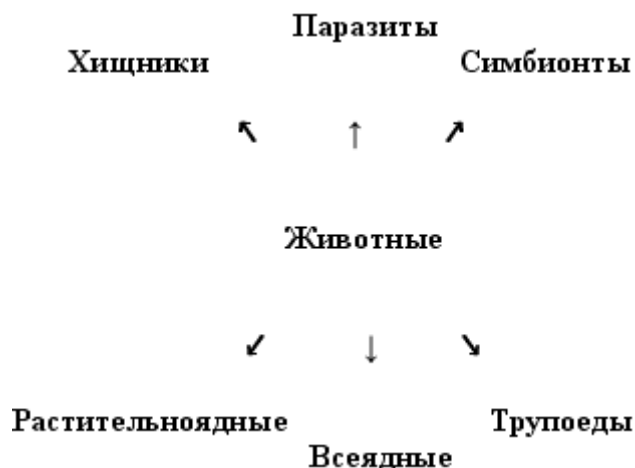 Паразиты
Хищники Симбионты
Животные
Растительноядные Трупоеды
Всеядные